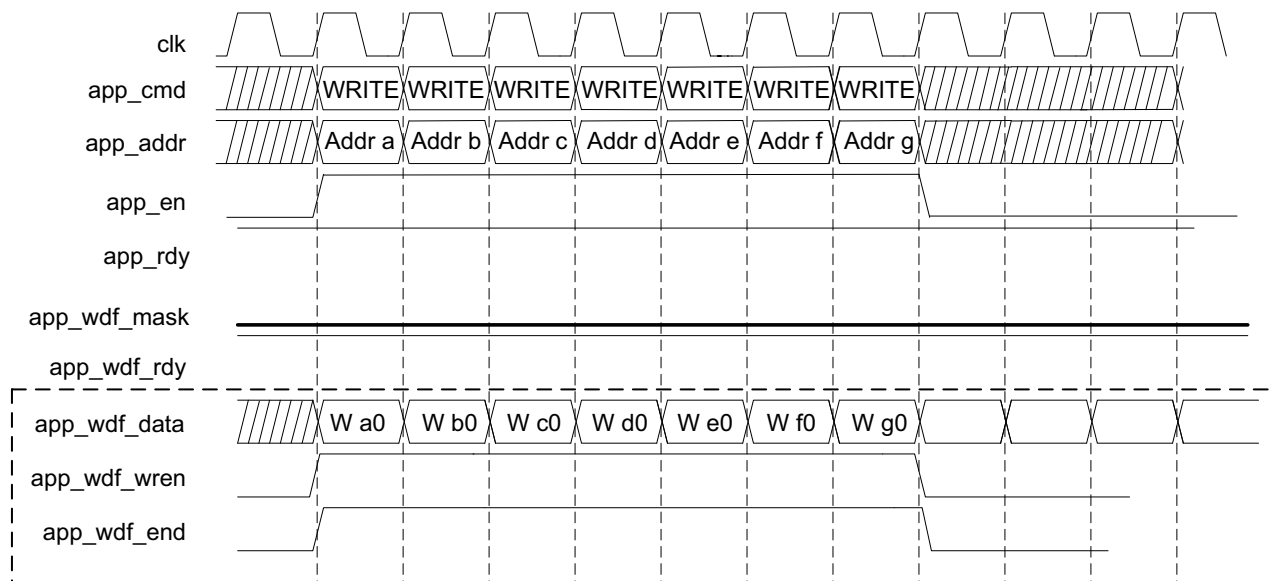 clk
app_cmd WRITE WRITE WRITE WRITE WRITE WRITE WRITE
app_addr Addr a Addr b Addr c Addr d Addr e Addr f Addr g
app_en
app_rdy
app_wdf_mask
app_wdf_rdy
app_wdf_data W a0 W b0 W c0 W d0 W e0 W f0 W g0
app_wdf_wren
app_wdf_end